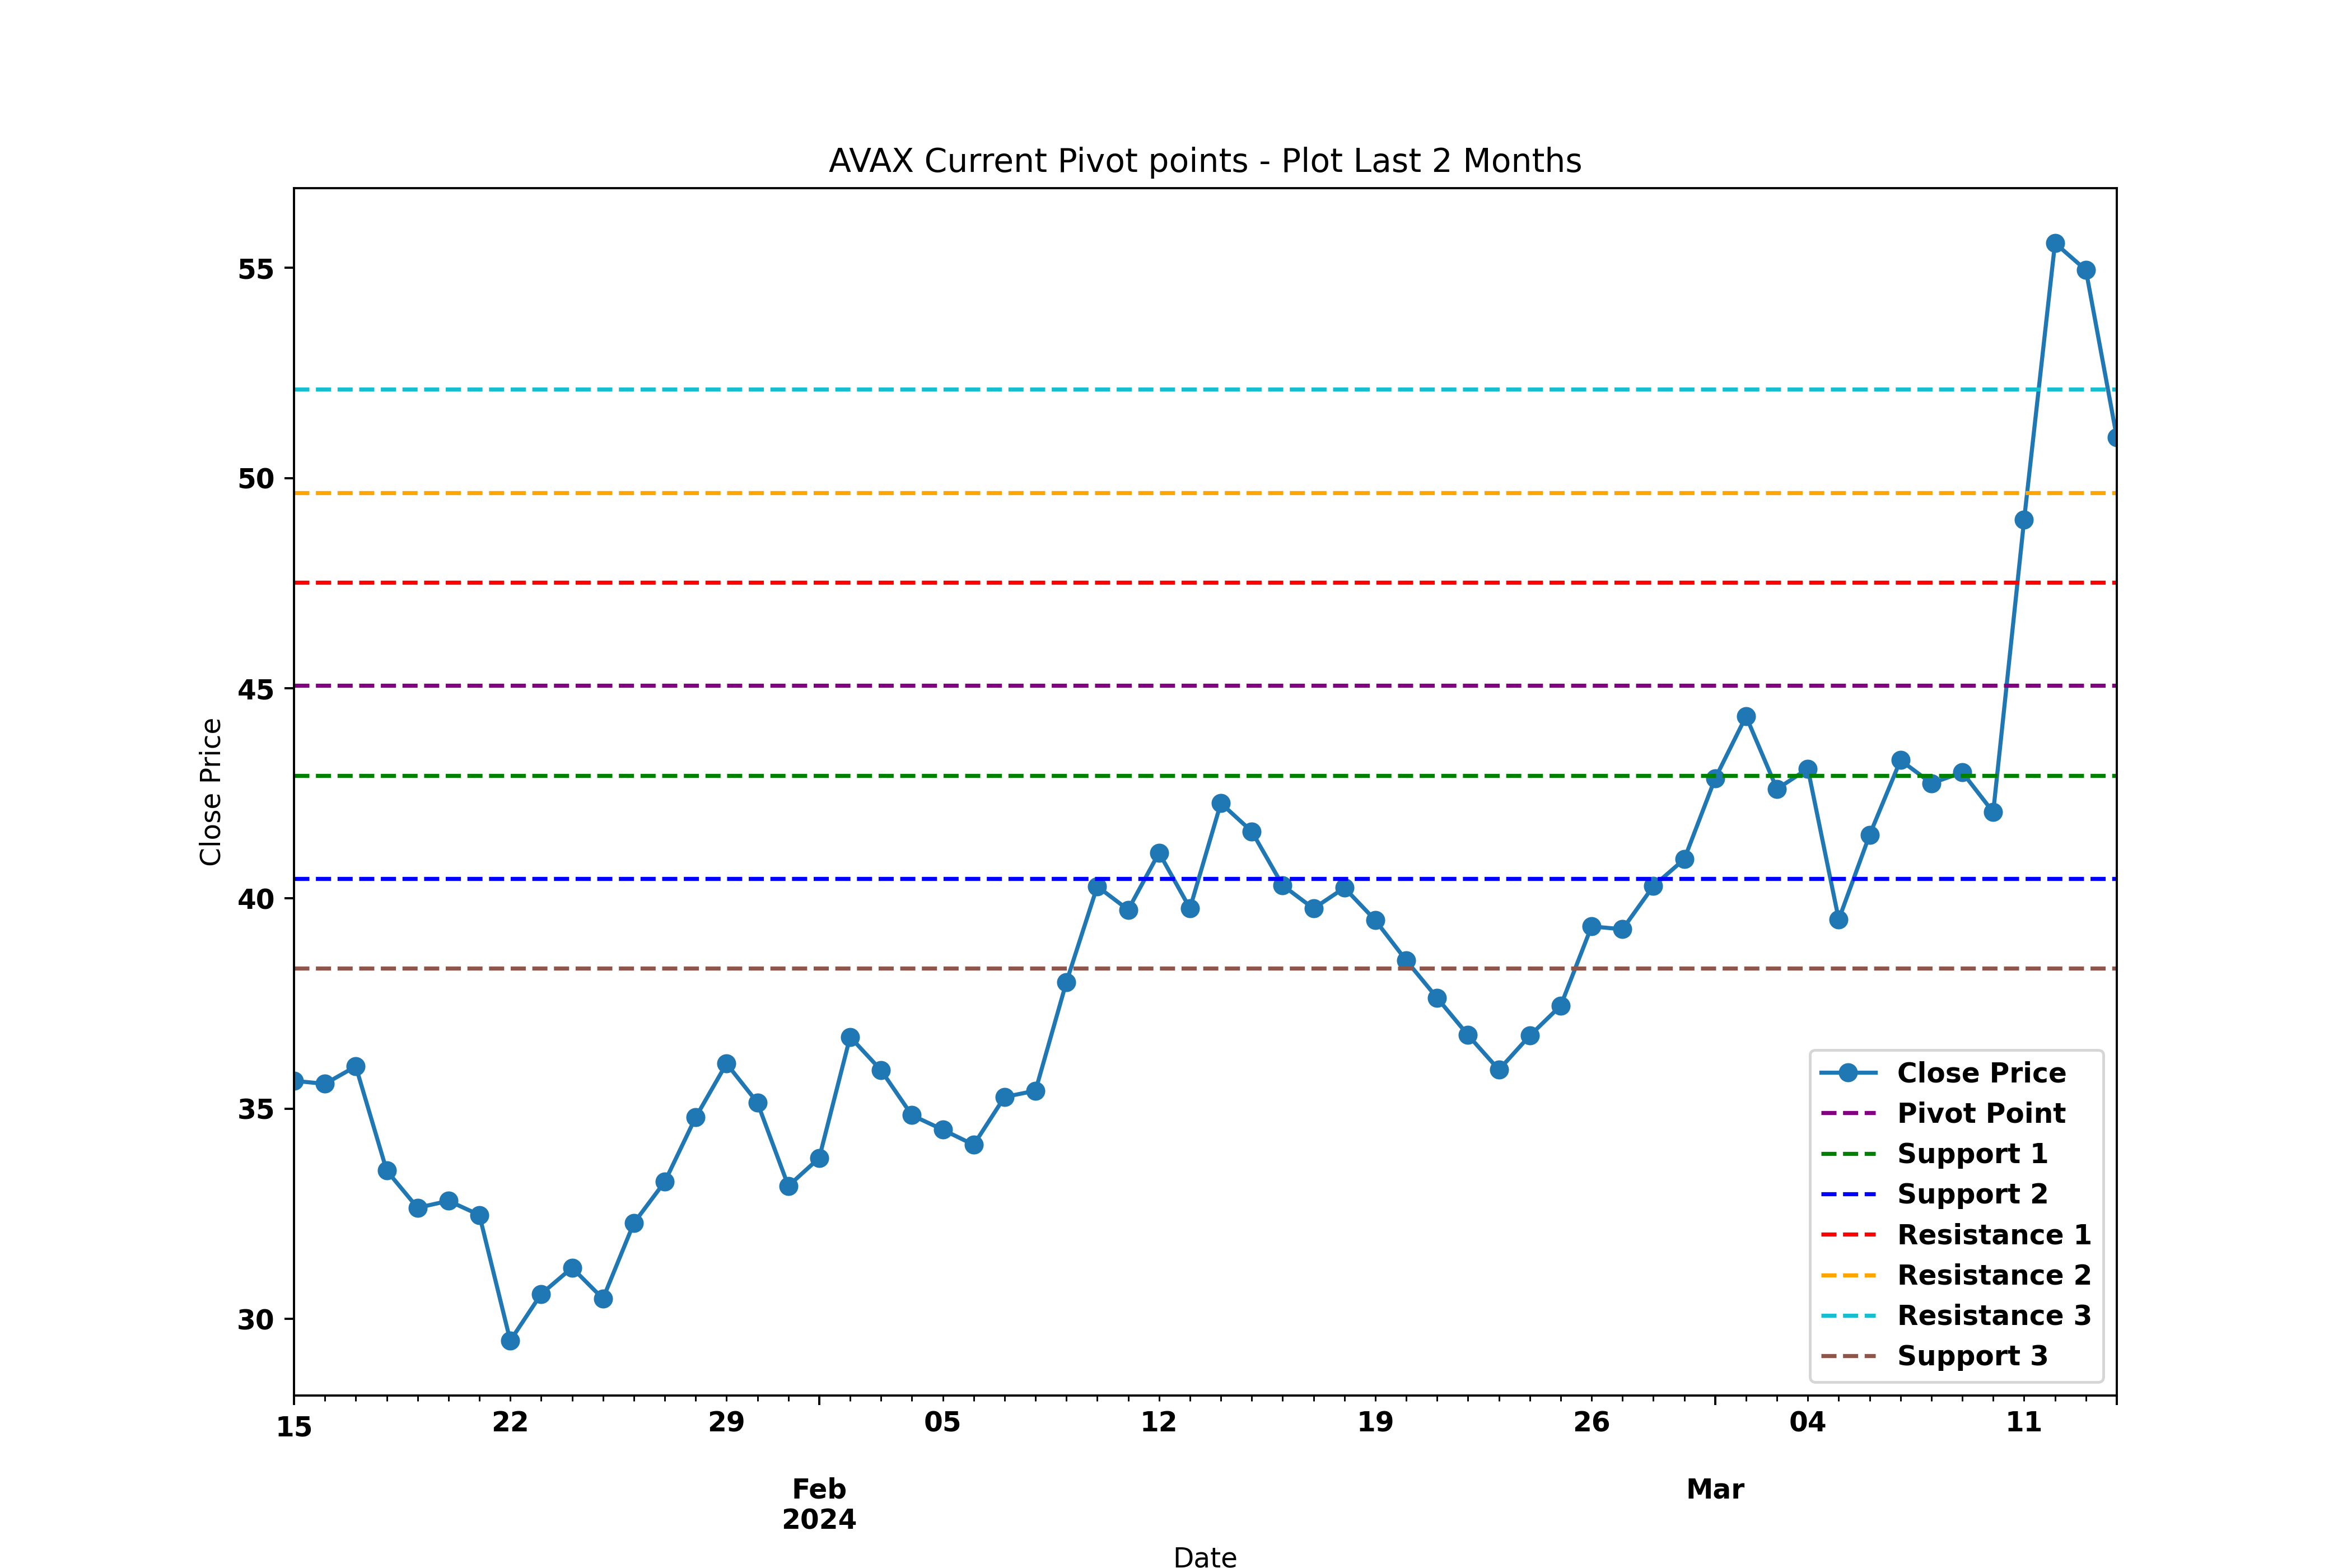 AVAX Current Pivot points - Plot Last 2 Months
55
50
45
40
35
30
Close Price
Close Price
Pivot Point
Support 1
Support 2
Resistance 1
Resistance 2
Resistance 3
Support 3
15 22 29 05 12 19 26 04 11
Feb Mar
2024
Date